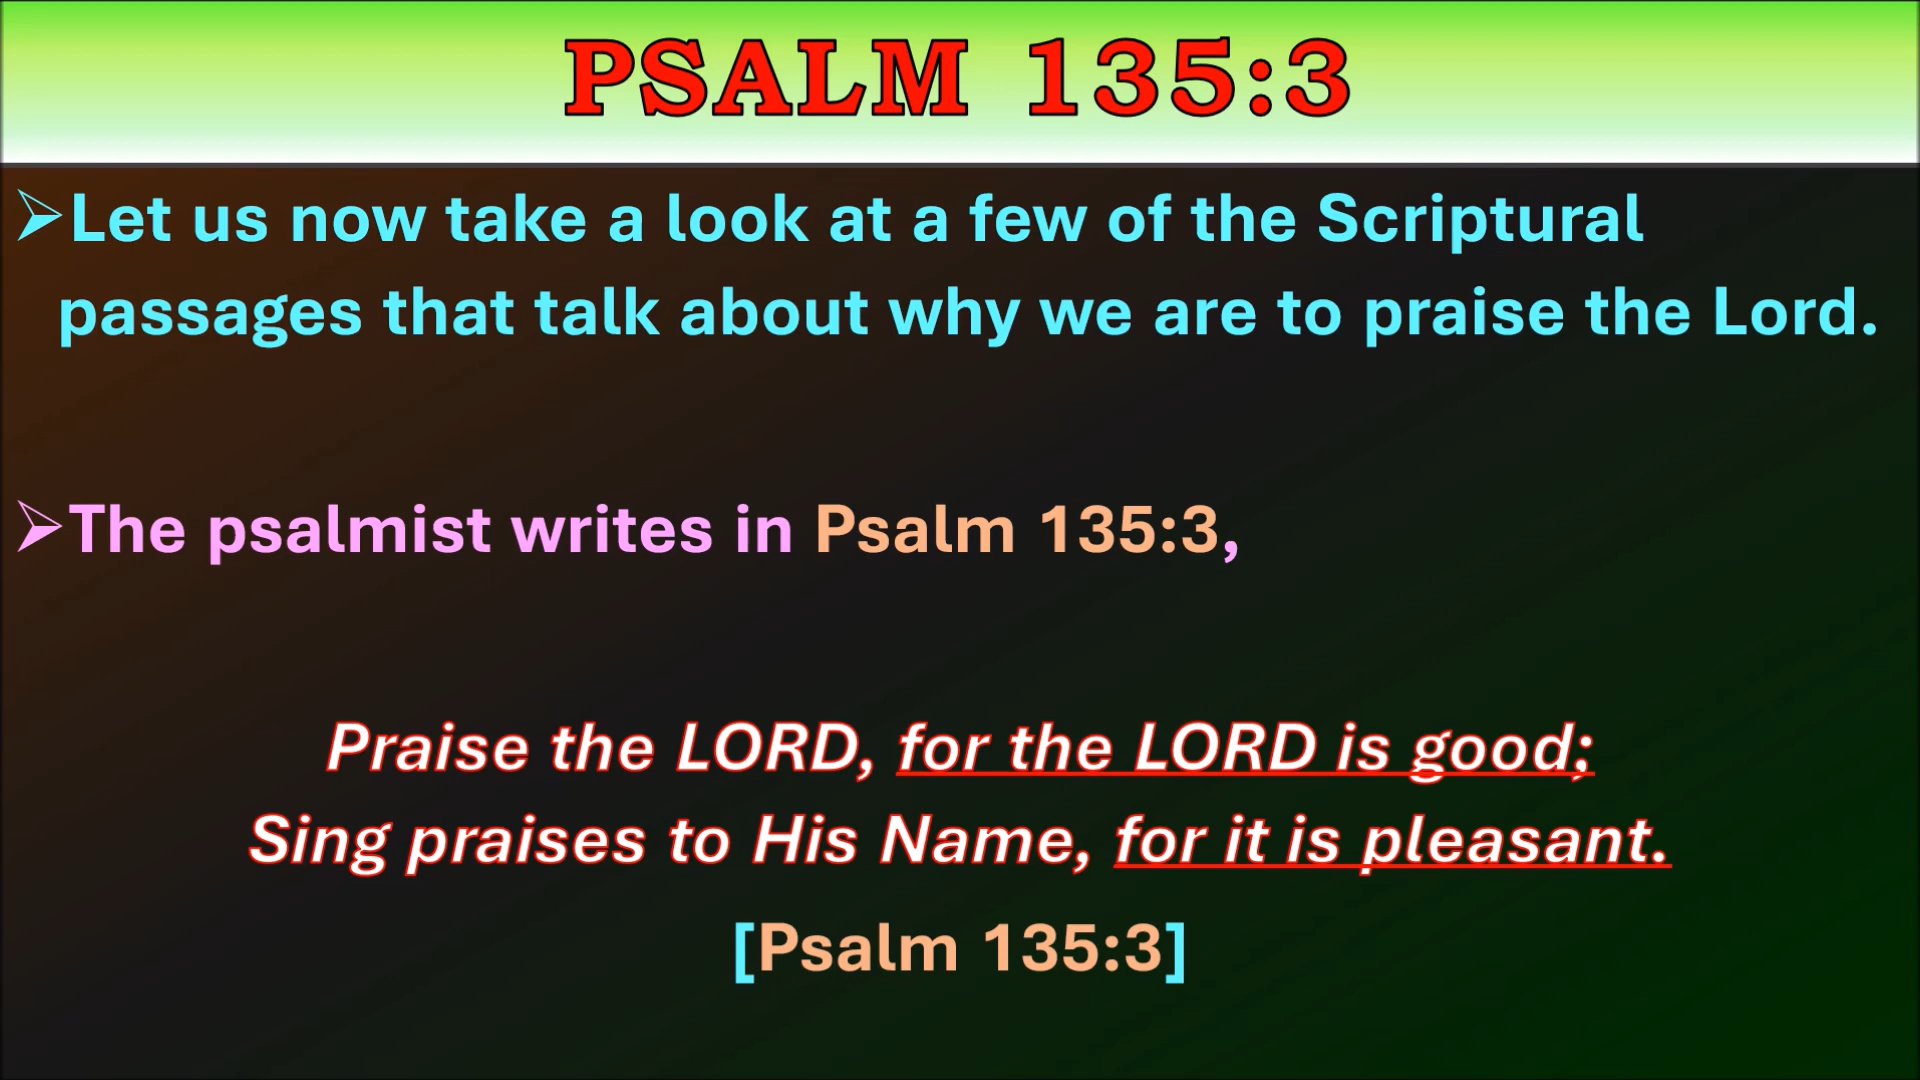 PSALM 135:3
➢Let us now take a look at a few of the Scriptural
passages that talk about why we are to praise the Lord.
➢The psalmist writes in Psalm 135:3,
Praise the LORD, for the LORD is good;
Sing praises to His Name, for it is pleasant.
[Psalm 135:3]